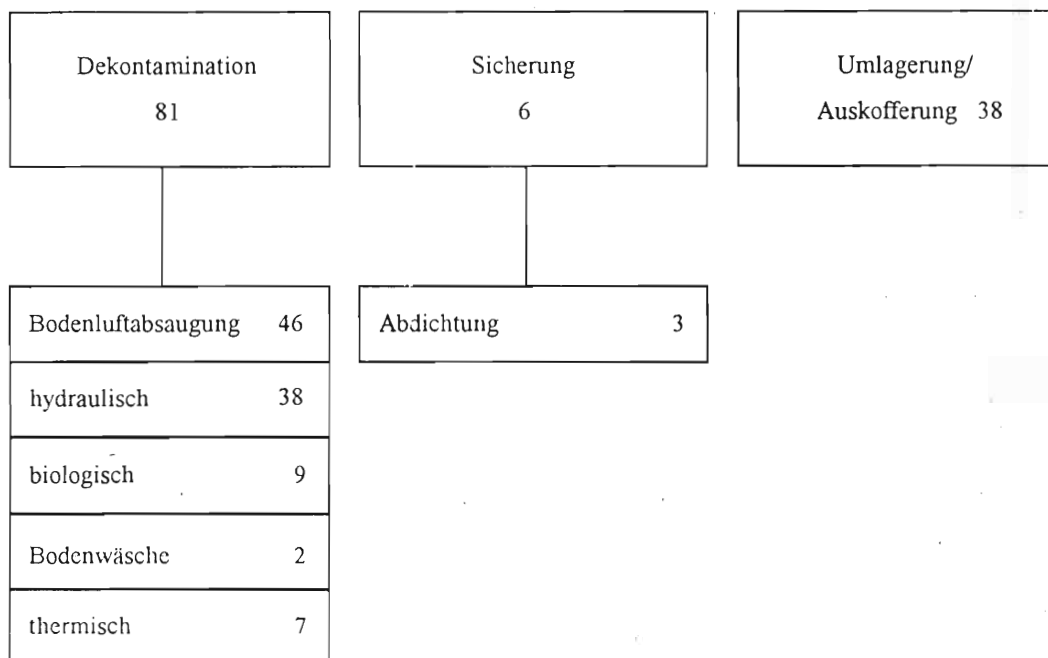 Dekontamination
81
Sicherung
6
Umlagerung/
Auskofferung 38
Bodenluftabsaugung 46
hydraulisch 38
biologisch 9
Bodenwäsche 2
thermisch 7
Abdichtung 3